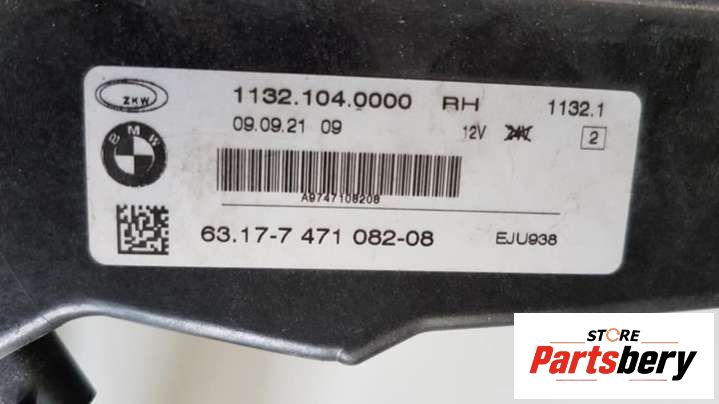 ZKW
1132.104.0000 RH 1132.1
09.09.21 09 12V 24V 2
BMW
A9747108208
63.17-7 471 082-08 EJU938
STORE
Partsbery